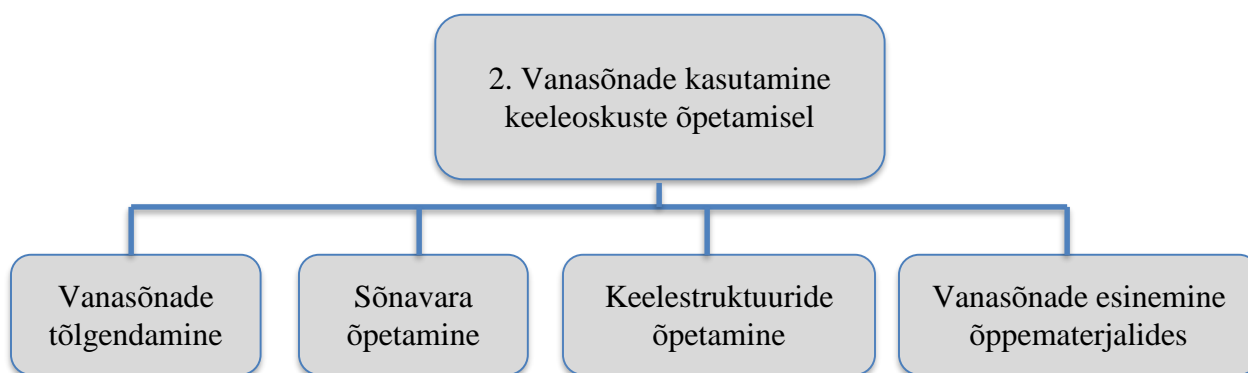 2. Vanasõnade kasutamine
keeleoskuste õpetamisel
Vanasõnade
tõlgendamine
Sõnavara
õpetamine
Keelestruktuuride
õpetamine
Vanasõnade esinemine
õppematerjalides